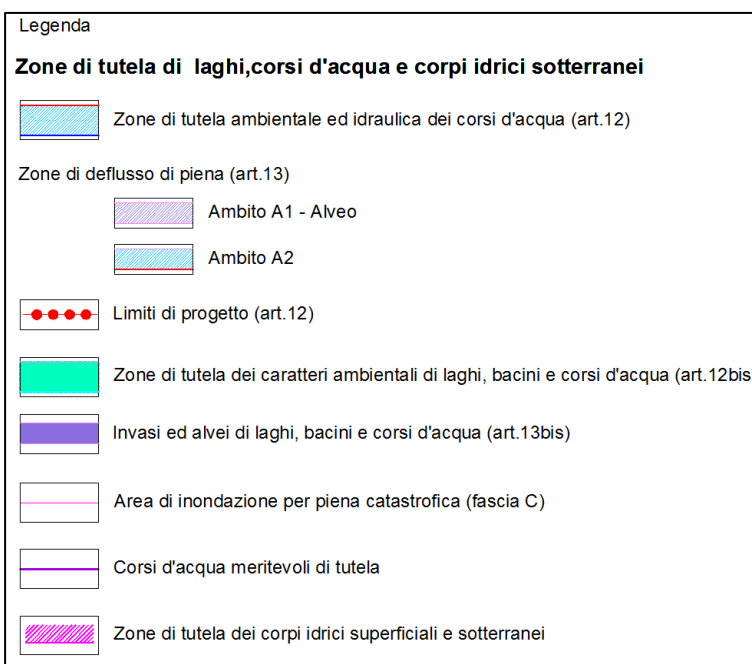 Legenda
Zone di tutela di laghi,corsi d'acqua e corpi idrici sotterranei
Zone di tutela ambientale ed idraulica dei corsi d'acqua (art.12)
Zone di deflusso di piena (art.13)
Ambito A1 - Alveo
Ambito A2
Limiti di progetto (art.12)
Zone di tutela dei caratteri ambientali di laghi, bacini e corsi d'acqua (art.12bis
Invasi ed alvei di laghi, bacini e corsi d'acqua (art.13bis)
Area di inondazione per piena catastrofica (fascia C)
Corsi d'acqua meritevoli di tutela
Zone di tutela dei corpi idrici superficiali e sotterranei